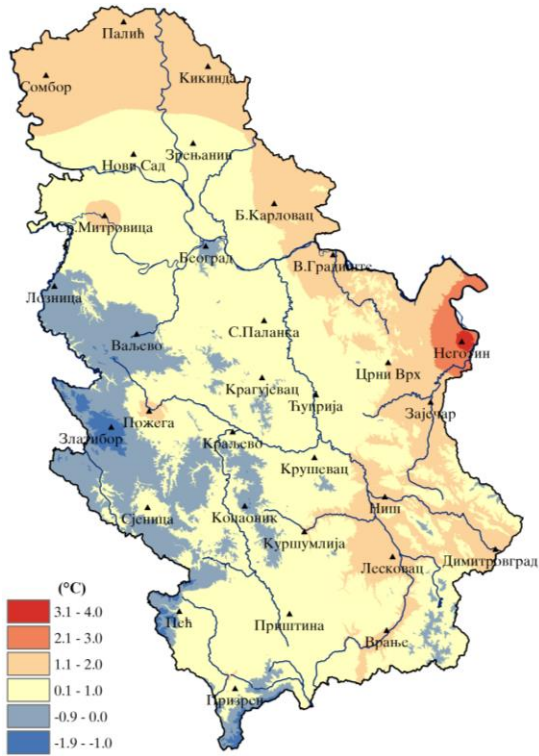 Палић
Кикинда
Сомбор
Зрењанин
Нови Сад
Б.Карловац
Ср.Митровица
Београд
В.Градиште
Лозница
Ваљево
С.Паланка
Неготин
Црни Врх
Крагујевац
Ћуприја
Зајечар
Пожега
Златибор
Краљево
Крушевац
Ниш
Сјеница
Копаоник
Куршумлија
Димитровград
Лесковац
(°C)
3.1 - 4.0
2.1 - 3.0
1.1 - 2.0
0.1 - 1.0
-0.9 - 0.0
-1.9 - -1.0
Пећ
Приштина
Врање
Призрен